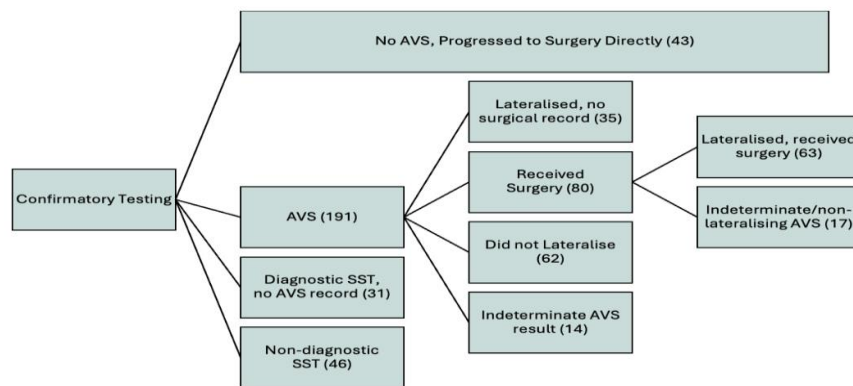 No AVS, Progressed to Surgery Directly (43)
Lateralised, no
surgical record (35)
Lateralised, received
surgery (63)
Confirmatory Testing
AVS (191)
Received
Surgery (80)
Indeterminate/non-
lateralising AVS (17)
Did not Lateralise
(62)
Diagnostic SST,
no AVS record (31)
Indeterminate AVS
result (14)
Non-diagnostic
SST (46)